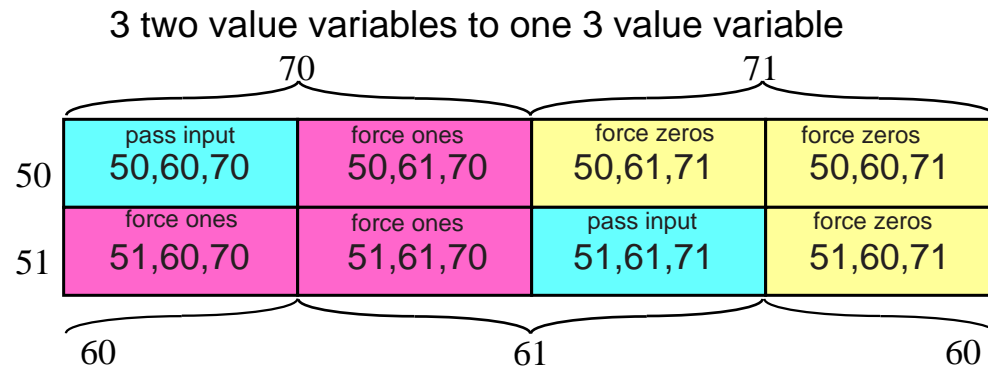 3 two value variables to one 3 value variable
70 71
pass input force ones force zeros force zeros
50 50,60,70 50,61,70 50,61,71 50,60,71
force ones force ones pass input force zeros
51 51,60,70 51,61,70 51,61,71 51,60,71
60 61 60